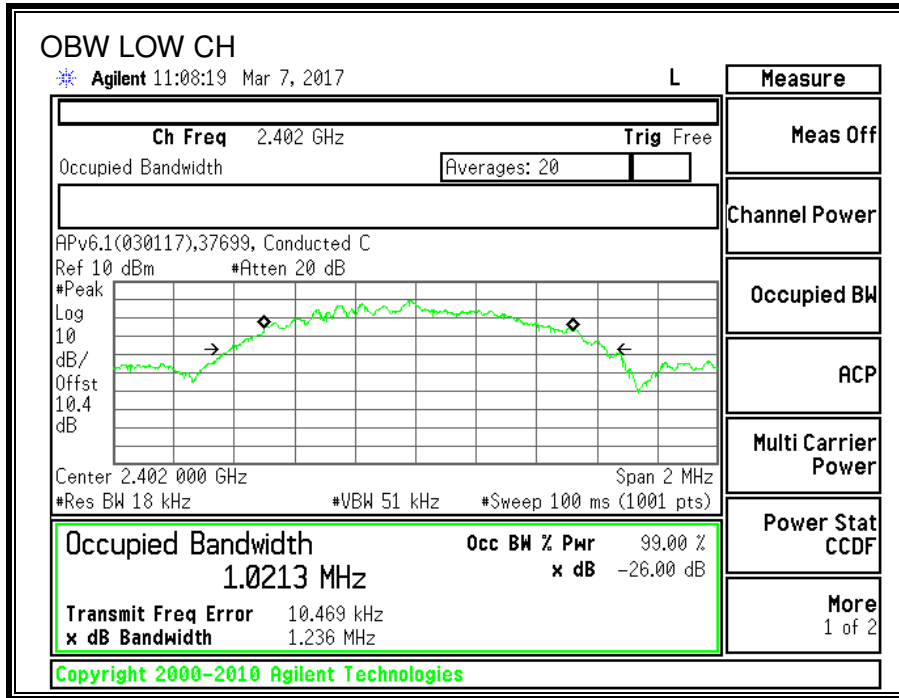 OBW LOW CH
Agilent 11:08:19 Mar 7, 2017 L
Measure
Ch Freq 2.402 GHz Trig Free
Occupied Bandwidth Averages: 20
APv6.1(030117),37699, Conducted C
Ref 10 dBm #Atten 20 dB
#Peak
Log
10
dB/
Offst
10.4
dB
Center 2.402 000 GHz Span 2 MHz
#Res BW 18 kHz #VBW 51 kHz #Sweep 100 ms (1001 pts)
Occupied Bandwidth Occ BW % Pwr 99.00 %
1.0213 MHz x dB -26.00 dB
Transmit Freq Error 10.469 kHz
x dB Bandwidth 1.236 MHz
Copyright 2000-2010 Agilent Technologies
Meas Off
Channel Power
Occupied BW
ACP
Multi Carrier
Power
Power Stat
CCDF
More
1 of 2